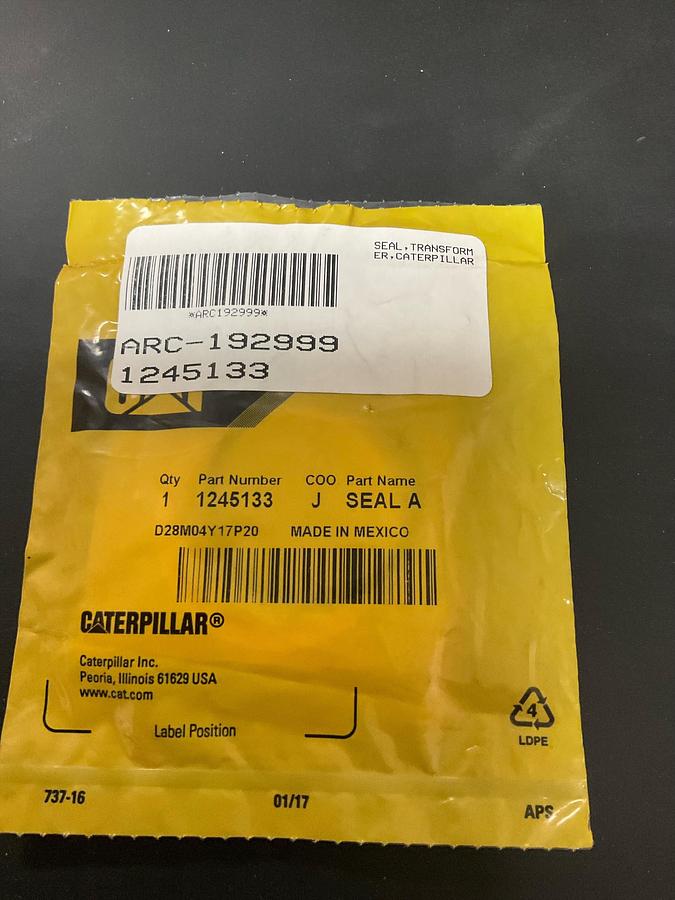 SEAL,TRANSFORM
ER,CATERPILLAR
*ARC192999*
ARC-192999
1245133
Qty Part Number COO Part Name
1 1245133 J SEAL A
D28M04Y17P20 MADE IN MEXICO
CATERPILLAR®
Caterpillar Inc.
Peoria, Illinois 61629 USA
www.cat.com
Label Position
4
LDPE
737-16 01/17 APS